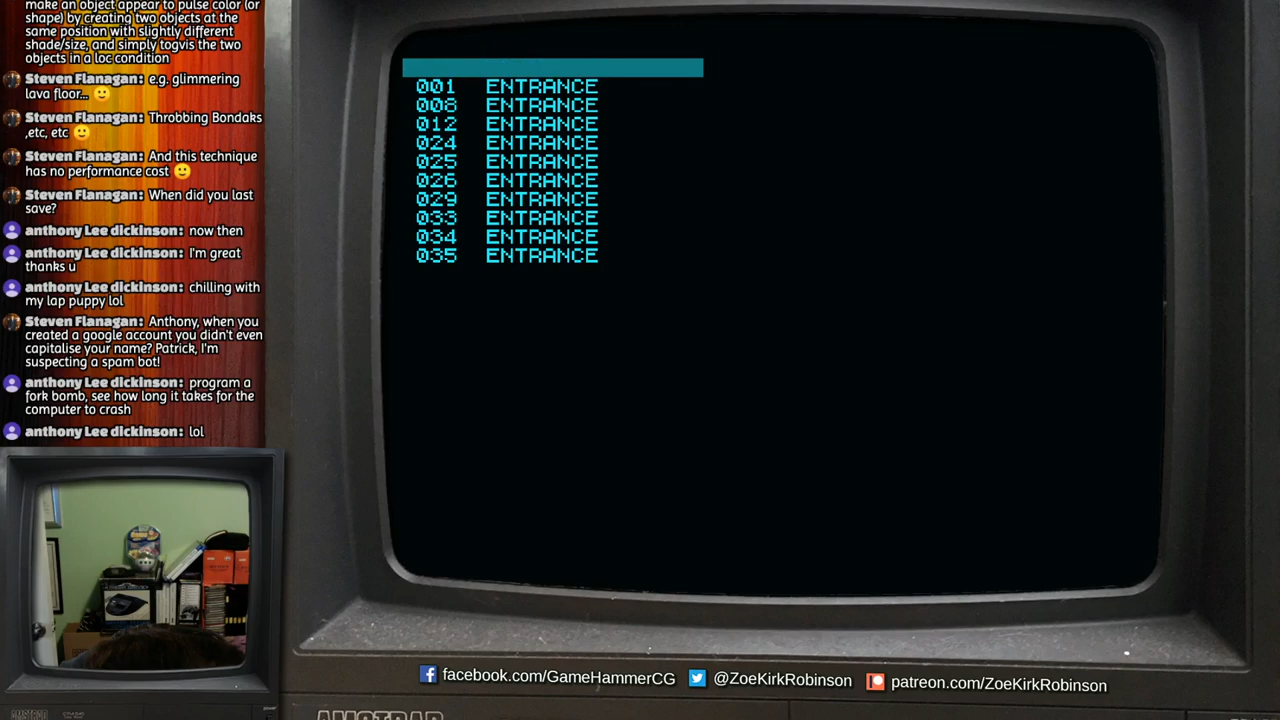 make an object appear to pulse color (or
shape) by creating two objects at the
same position with slightly different
shade/size, and simply togvis the two
objects in a loc condition
Steven Flanagan: e.g. glimmering
lava floor... 🙂
Steven Flanagan: Throbbing Bondaks
,etc, etc 🙂
Steven Flanagan: And this technique
has no performance cost 🙂
Steven Flanagan: When did you last
save?
anthony Lee dickinson: now then
anthony Lee dickinson: I'm great
thanks u
anthony Lee dickinson: chilling with
my lap puppy lol
Steven Flanagan: Anthony, when you
created a google account you didn't even
capitalise your name? Patrick, I'm
suspecting a spam bot!
anthony Lee dickinson: program a
fork bomb, see how long it takes for the
computer to crash
anthony Lee dickinson: lol
001 ENTRANCE
008 ENTRANCE
012 ENTRANCE
024 ENTRANCE
025 ENTRANCE
026 ENTRANCE
029 ENTRANCE
033 ENTRANCE
034 ENTRANCE
035 ENTRANCE
facebook.com/GameHammerCG @ZoeKirkRobinson patreon.com/ZoeKirkRobinson
AMSTRAD